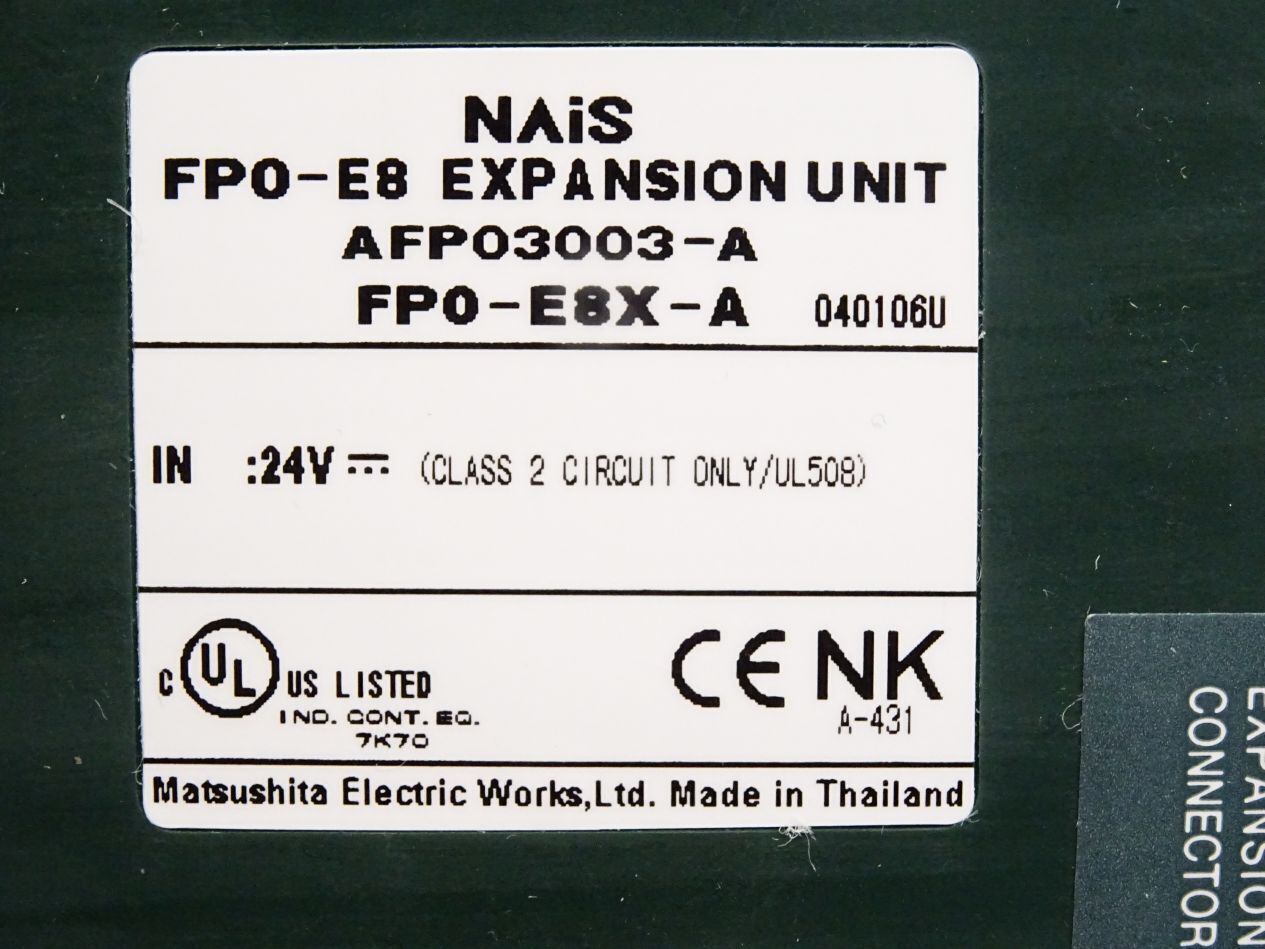 NAiS
FP0-E8 EXPANSION UNIT
AFP03003-A
FP0-E8X-A 040106U
IN :24V ⎓ (CLASS 2 CIRCUIT ONLY/UL508)
C UL US LISTED
IND. CONT. EQ.
7K70
CE NK
A-431
Matsushita Electric Works,Ltd. Made in Thailand
EXPANSION
CONNECTOR